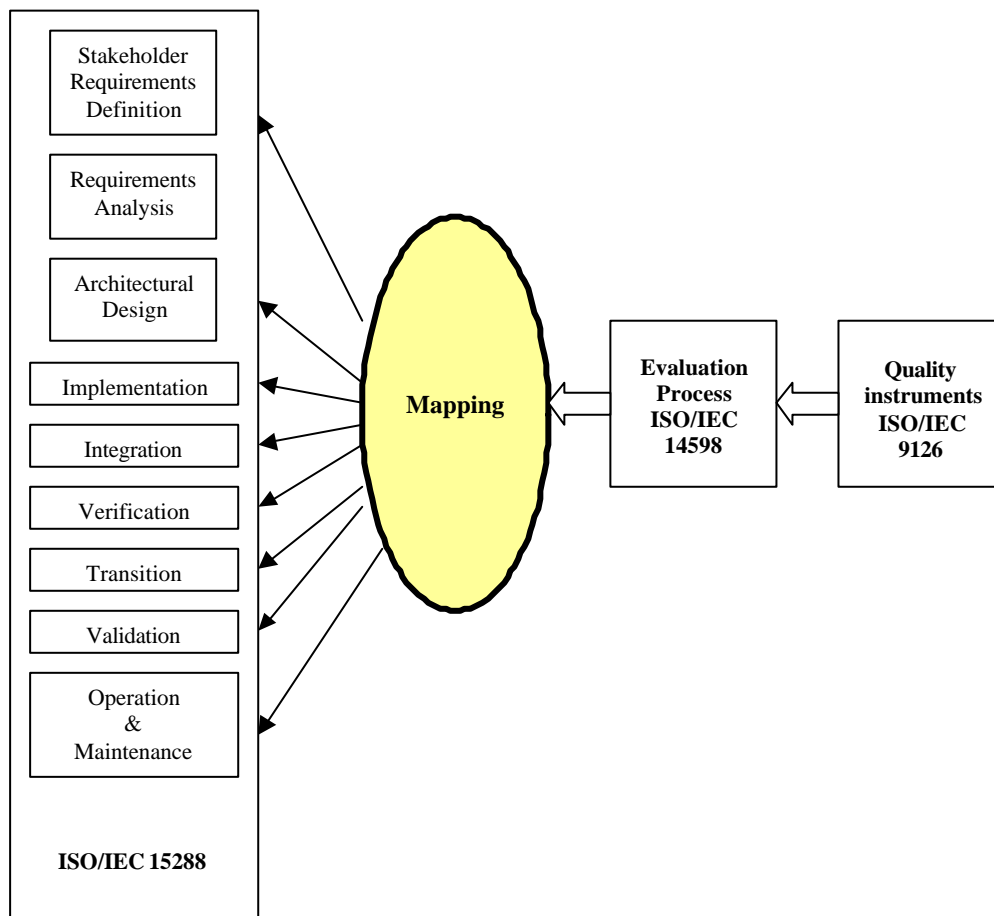 Stakeholder
Requirements
Definition
Requirements
Analysis
Architectural
Design
Implementation
Integration
Verification
Transition
Validation
Operation
&
Maintenance
ISO/IEC 15288
Mapping
Evaluation
Process
ISO/IEC
14598
Quality
instruments
ISO/IEC
9126